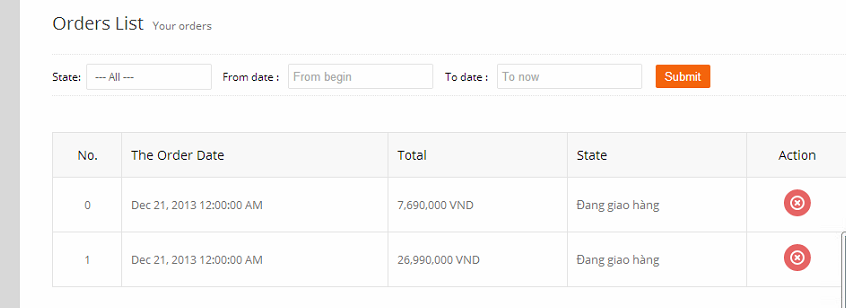 Orders List Your orders
State: --- All --- From date : From begin To date : To now Submit
No. The Order Date Total State Action
0 Dec 21, 2013 12:00:00 AM 7,690,000 VND Đang giao hàng
1 Dec 21, 2013 12:00:00 AM 26,990,000 VND Đang giao hàng